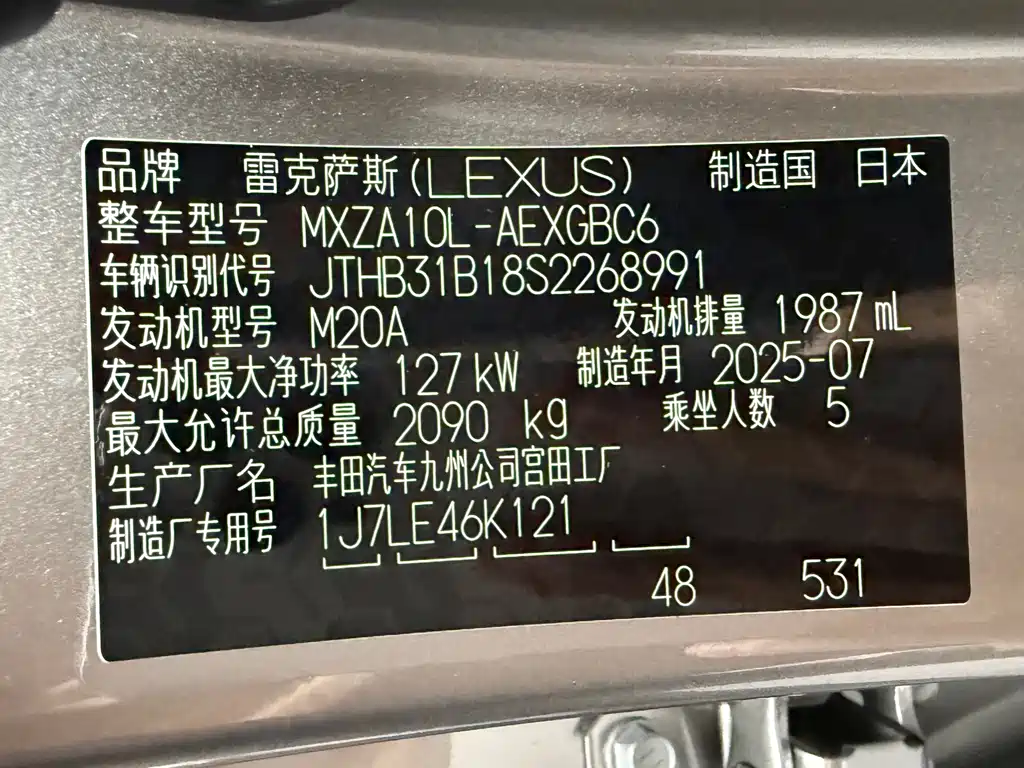 品牌 雷克萨斯(LEXUS) 制造国 日本
整车型号 MXZA10L-AEXGBC6
车辆识别代号 JTHB31B18S2268991
发动机型号 M20A 发动机排量 1987 mL
发动机最大净功率 127 kW 制造年月 2025-07
最大允许总质量 2090 kg 乘坐人数 5
生产厂名 丰田汽车九州公司宫田工厂
制造厂专用号 1J7LE46K121
48 531